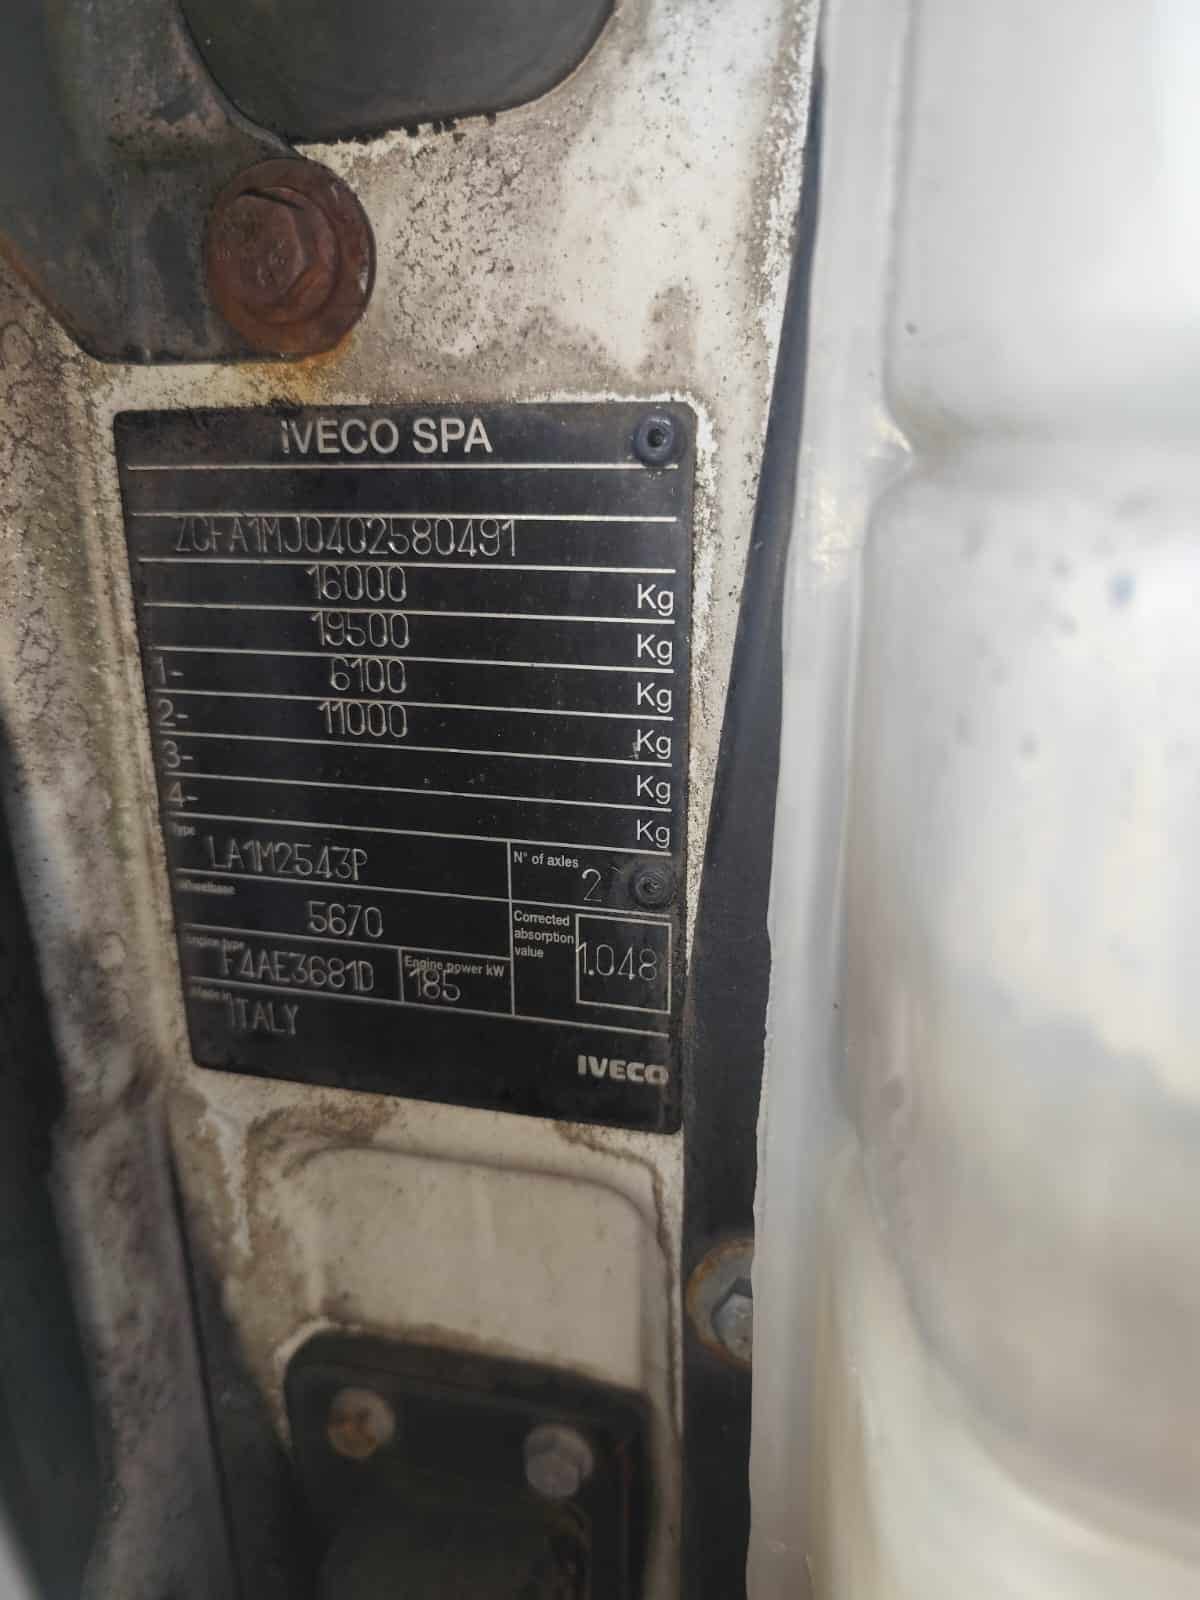 IVECO SPA
ZCFA1MJ0402580491
16000 Kg
19500 Kg
1- 6100 Kg
2- 11000 Kg
3- Kg
4- Kg
Type
LA1M2543P
N° of axles
2
Wheelbase
5670
Corrected
absorption
value
1.048
Engine type
F4AE3681D
Engine power kW
185
Made in
ITALY
IVECO